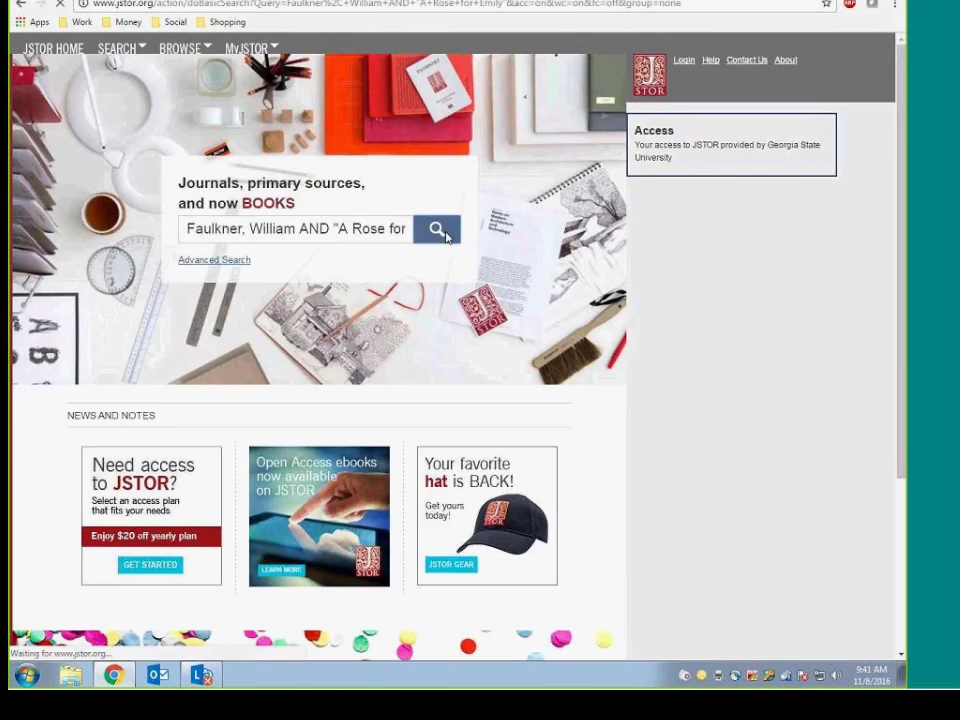 www.jstor.org/action/doBasicSearch?Query=Faulkner%2C+William+AND+"A+Rose+for+Emily"&acc=on&wc=on&fc=off&group=none
Apps Work Money Social Shopping
JSTOR HOME SEARCH BROWSE MyJSTOR
JSTOR
Login Help Contact Us About
PASSPORT
Access
Your access to JSTOR provided by Georgia State
University
Journals, primary sources,
and now BOOKS
Faulkner, William AND "A Rose for
Advanced Search
JSTOR
A B
NEWS AND NOTES
Need access
to JSTOR?
Select an access plan
that fits your needs
Enjoy $20 off yearly plan
GET STARTED
Open Access ebooks
now available
on JSTOR
LEARN MORE
JSTOR
Your favorite
hat is BACK!
Get yours
today!
JSTOR GEAR
Waiting for www.jstor.org...
9:41 AM
11/8/2016